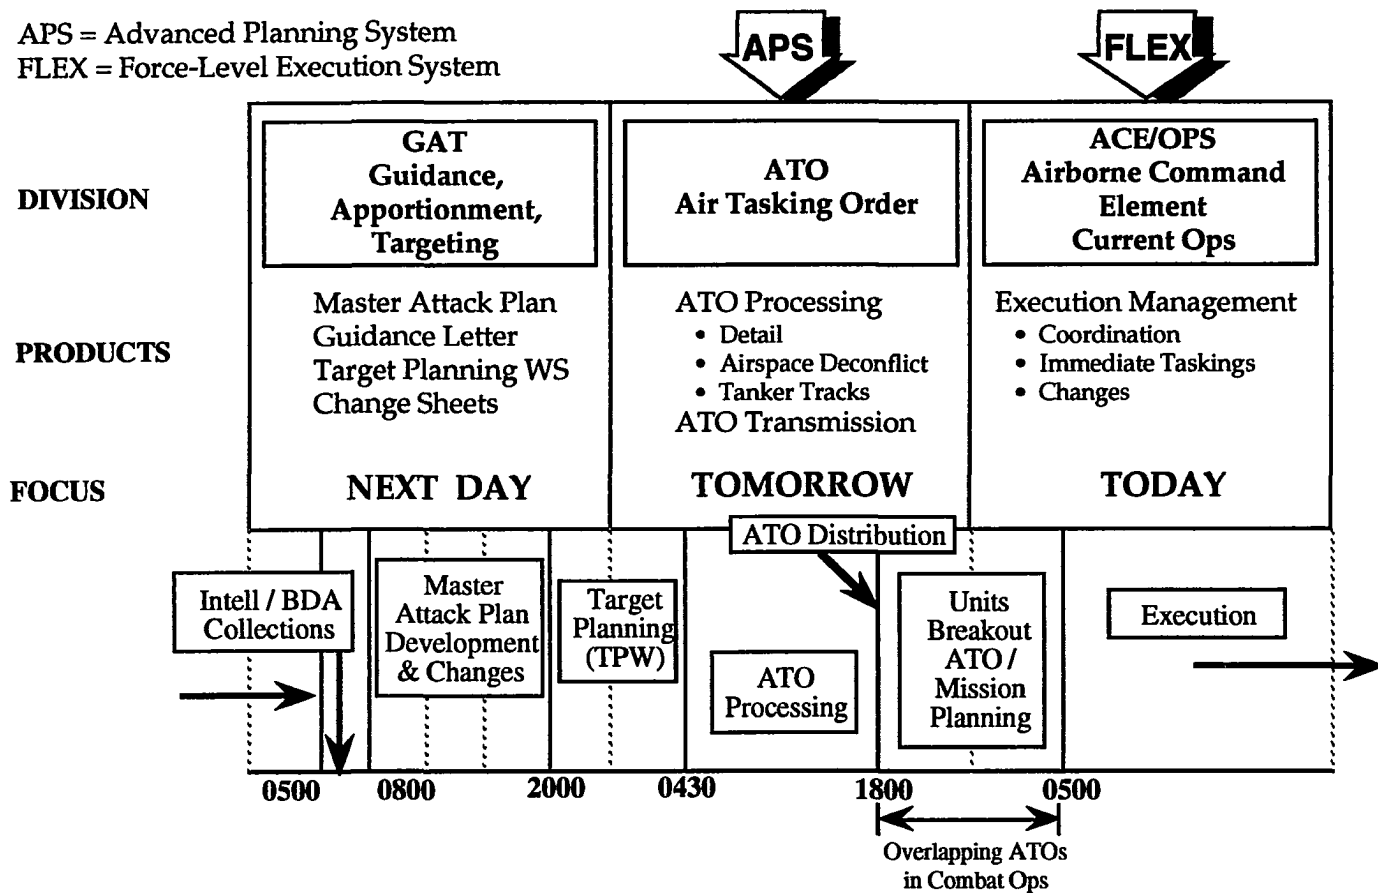 APS = Advanced Planning System
FLEX = Force-Level Execution System
APS
FLEX
DIVISION
GAT
Guidance,
Apportionment,
Targeting
ATO
Air Tasking Order
ACE/OPS
Airborne Command
Element
Current Ops
PRODUCTS
Master Attack Plan
Guidance Letter
Target Planning WS
Change Sheets
ATO Processing
• Detail
• Airspace Deconflict
• Tanker Tracks
ATO Transmission
Execution Management
• Coordination
• Immediate Taskings
• Changes
FOCUS
NEXT DAY
TOMORROW
TODAY
ATO Distribution
Intell / BDA
Collections
Master
Attack Plan
Development
& Changes
Target
Planning
(TPW)
ATO
Processing
Units
Breakout
ATO /
Mission
Planning
Execution
0500
0800
2000
0430
1800
0500
Overlapping ATOs
in Combat Ops